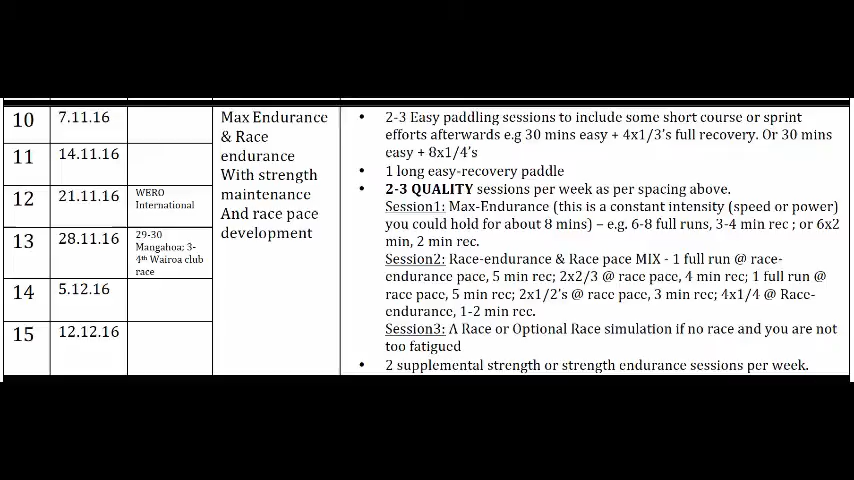 10
7.11.16
11
14.11.16
12
21.11.16
WERO
International
13
28.11.16
29-30
Mangahoa; 3-
4th Wairoa club
race
14
5.12.16
15
12.12.16
Max Endurance
& Race
endurance
With strength
maintenance
And race pace
development
• 2-3 Easy paddling sessions to include some short course or sprint
efforts afterwards e.g 30 mins easy + 4x1/3's full recovery. Or 30 mins
easy + 8x1/4's
• 1 long easy-recovery paddle
• 2-3 QUALITY sessions per week as per spacing above.
Session1: Max-Endurance (this is a constant intensity (speed or power)
you could hold for about 8 mins) – e.g. 6-8 full runs, 3-4 min rec ; or 6x2
min, 2 min rec.
Session2: Race-endurance & Race pace MIX - 1 full run @ race-
endurance pace, 5 min rec; 2x2/3 @ race pace, 4 min rec; 1 full run @
race pace, 5 min rec; 2x1/2's @ race pace, 3 min rec; 4x1/4 @ Race-
endurance, 1-2 min rec.
Session3: A Race or Optional Race simulation if no race and you are not
too fatigued
• 2 supplemental strength or strength endurance sessions per week.